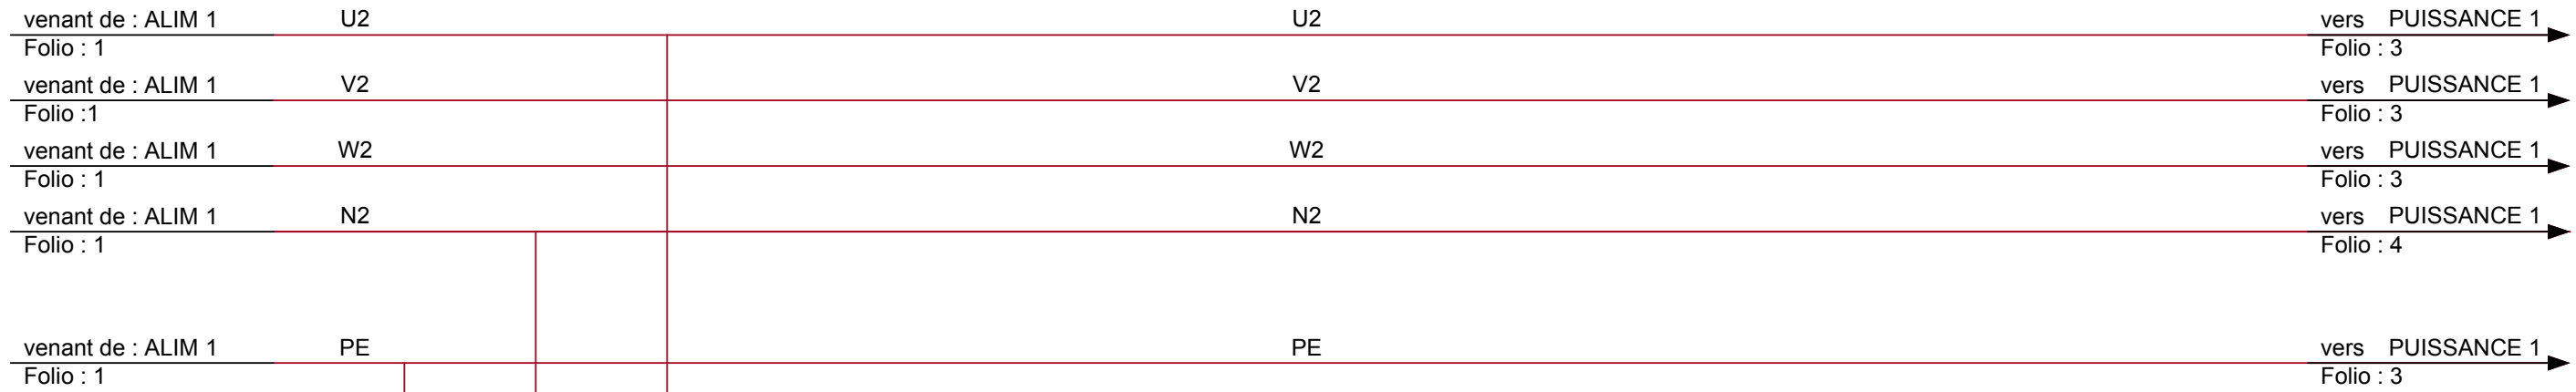 venant de : ALIM 1 U2 U2 vers PUISSANCE 1
Folio : 1 Folio : 3
venant de : ALIM 1 V2 V2 vers PUISSANCE 1
Folio :1 Folio : 3
venant de : ALIM 1 W2 W2 vers PUISSANCE 1
Folio : 1 Folio : 3
venant de : ALIM 1 N2 N2 vers PUISSANCE 1
Folio : 1 Folio : 4
venant de : ALIM 1 PE PE vers PUISSANCE 1
Folio : 1 Folio : 3